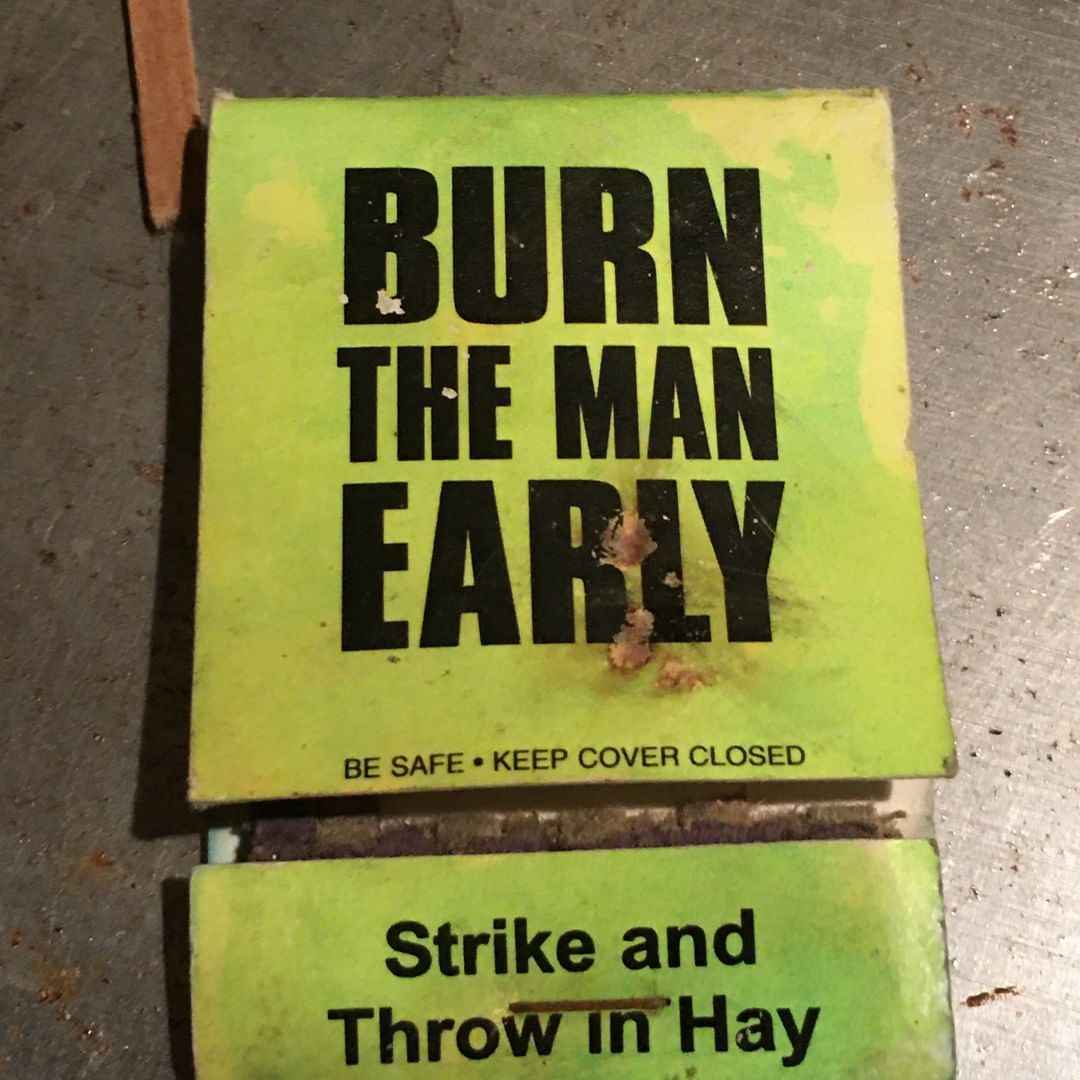 BURN
THE MAN
EARLY
BE SAFE • KEEP COVER CLOSED
Strike and
Throw in Hay